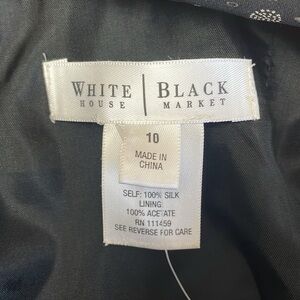 WHITE | BLACK
HOUSE MARKET
10
MADE IN
CHINA
SELF: 100% SILK
LINING:
100% ACETATE
RN 111459
SEE REVERSE FOR CARE